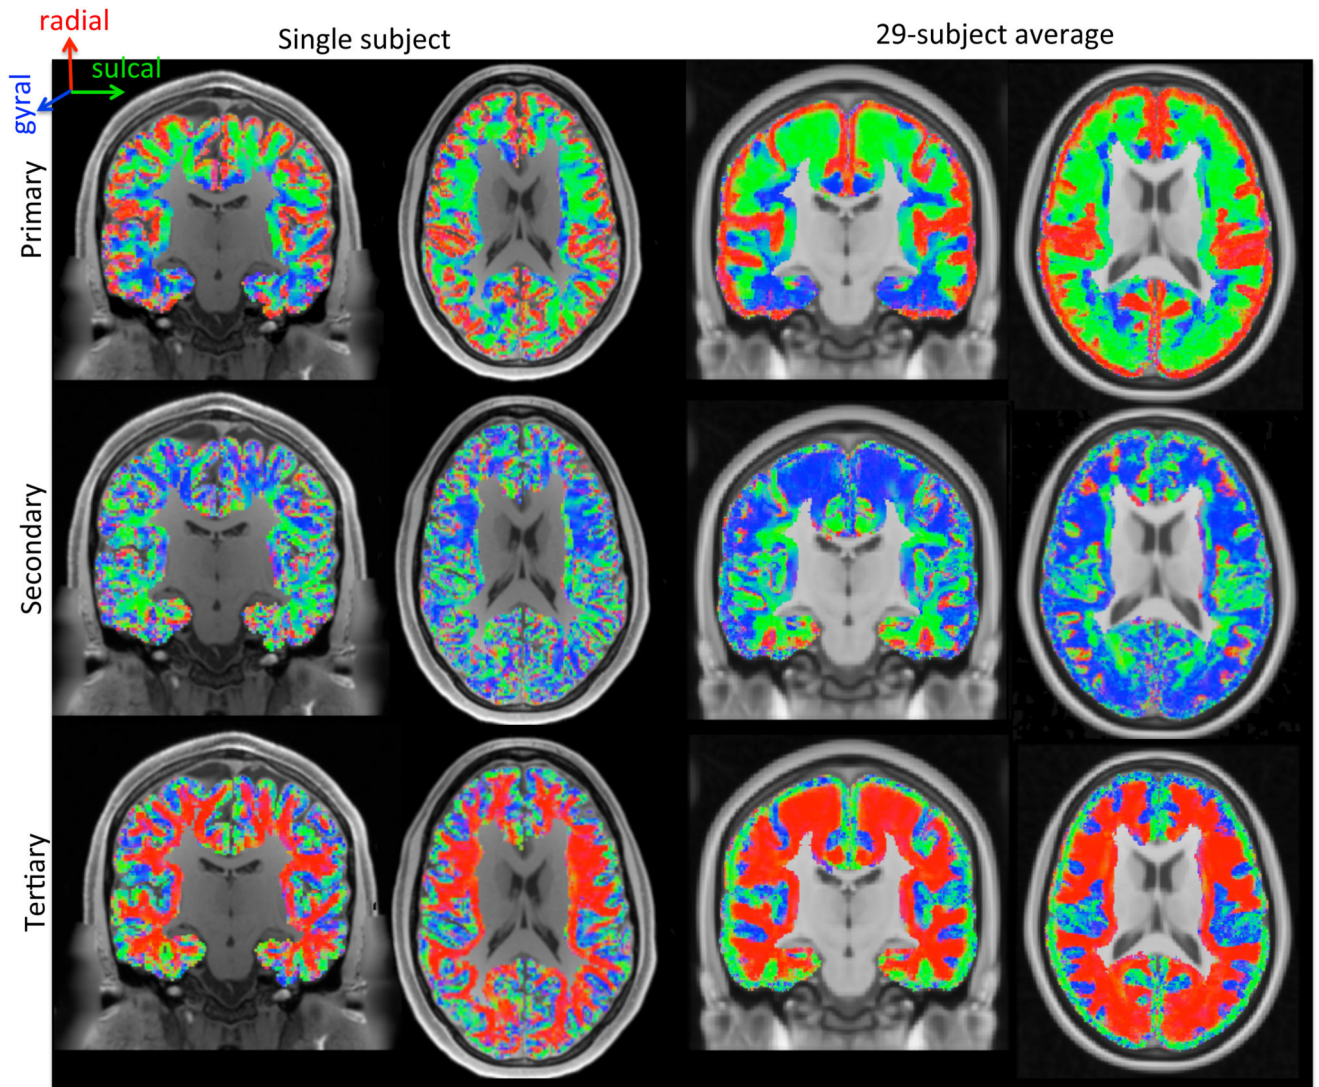 radial
Single subject
29-subject average
sulcal
gyral
Primary
Secondary
Tertiary